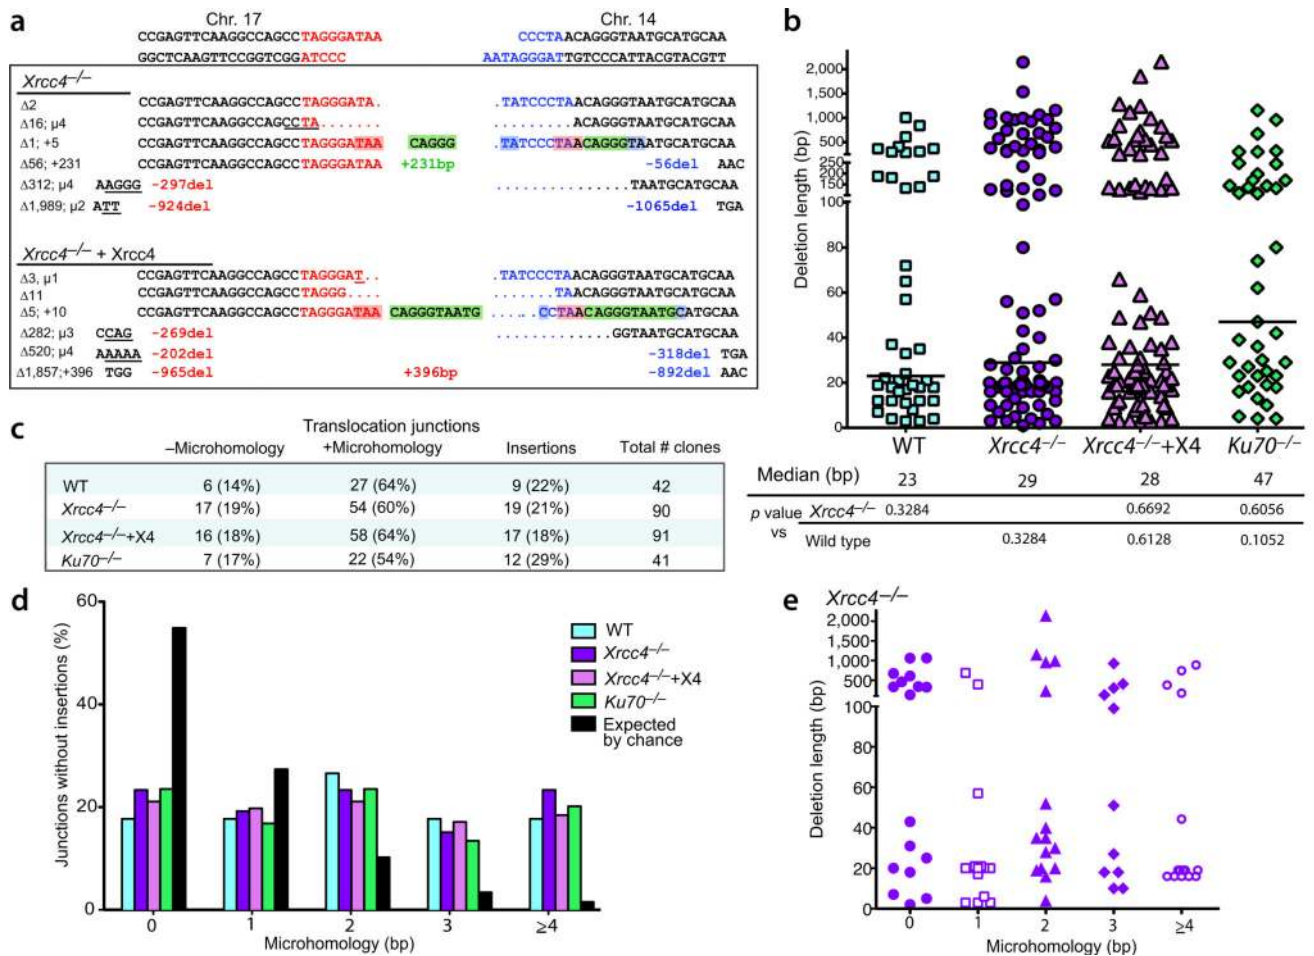 a
Chr. 17 Chr. 14
CCGAGTTCAAGGCCAGCCTAGGGATAA CCCTAACAGGGTAATGCATGCAA
GGCTCAAGTTCCGGTCGGATCCC AATAGGGATTGTCCCATTACGTACGTT
Xrcc4–/–
Δ2 CCGAGTTCAAGGCCAGCCTAGGGATA. .TATCCCTAACAGGGTAATGCATGCAA
Δ16; µ4 CCGAGTTCAAGGCCAGCCTA....... ..........ACAGGGTAATGCATGCAA
Δ1; +5 CCGAGTTCAAGGCCAGCCTAGGGATAA CAGGG .TATCCCTAACAGGGTAATGCATGCAA
Δ56; +231 CCGAGTTCAAGGCCAGCCTAGGGATAA +231bp -56del AAC
Δ312; µ4 AAGGG -297del ...............TAATGCATGCAA
Δ1,989; µ2 ATT -924del -1065del TGA
Xrcc4–/– + Xrcc4
Δ3, µ1 CCGAGTTCAAGGCCAGCCTAGGGAT.. .TATCCCTAACAGGGTAATGCATGCAA
Δ11 CCGAGTTCAAGGCCAGCCTAGGG.... .......TAACAGGGTAATGCATGCAA
Δ5; +10 CCGAGTTCAAGGCCAGCCTAGGGATAA CAGGGTAATG .....CCTAACAGGGTAATGCATGCAA
Δ282; µ3 CCAG -269del .............GGTAATGCATGCAA
Δ520; µ4 AAAAA -202del -318del TGA
Δ1,857;+396 TGG -965del +396bp -892del AAC
b
Deletion length (bp)
2,000
1,500
1,000
500
250
200
150
100
80
60
40
20
0
WT Xrcc4–/– Xrcc4–/–+X4 Ku70–/–
Median (bp) 23 29 28 47
p value vs
Xrcc4–/– 0.3284 0.6692 0.6056
Wild type 0.3284 0.6128 0.1052
c
Translocation junctions
–Microhomology +Microhomology Insertions Total # clones
WT 6 (14%) 27 (64%) 9 (22%) 42
Xrcc4–/– 17 (19%) 54 (60%) 19 (21%) 90
Xrcc4–/–+X4 16 (18%) 58 (64%) 17 (18%) 91
Ku70–/– 7 (17%) 22 (54%) 12 (29%) 41
d
Junctions without insertions (%)
60
40
20
0
WT
Xrcc4–/–
Xrcc4–/–+X4
Ku70–/–
Expected
by chance
0 1 2 3 ≥4
Microhomology (bp)
e
Xrcc4–/–
Deletion length (bp)
2,000
1,500
1,000
500
100
80
60
40
20
0
0 1 2 3 ≥4
Microhomology (bp)